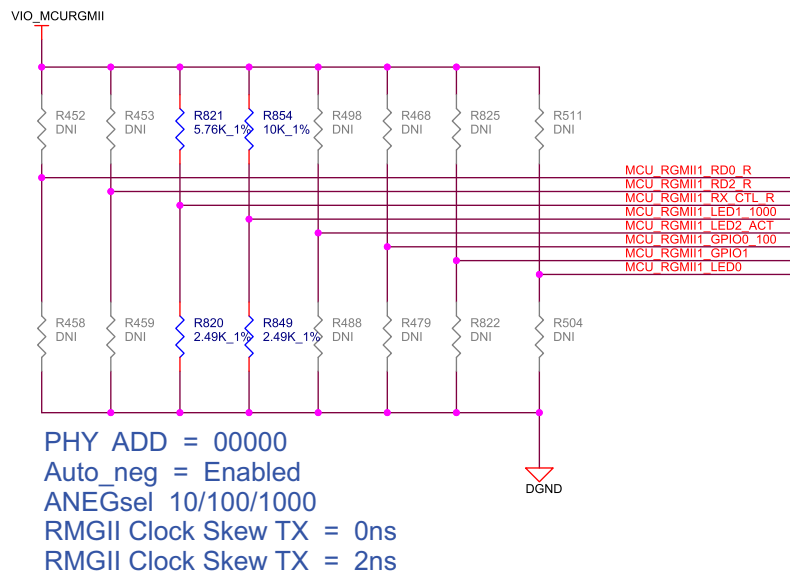 VIO_MCURGMII
R452 R453 R821 R854 R498 R468 R825 R511
DNI DNI 5.76K_1% 10K_1% DNI DNI DNI DNI
MCU_RGMII1_RD0_R
MCU_RGMII1_RD2_R
MCU_RGMII1_RX_CTL_R
MCU_RGMII1_LED1_1000
MCU_RGMII1_LED2_ACT
MCU_RGMII1_GPIO0_100
MCU_RGMII1_GPIO1
MCU_RGMII1_LED0
R458 R459 R820 R849 R488 R479 R822 R504
DNI DNI 2.49K_1% 2.49K_1% DNI DNI DNI DNI
PHY ADD = 00000
Auto_neg = Enabled
ANEGsel 10/100/1000
RMGII Clock Skew TX = 0ns
RMGII Clock Skew TX = 2ns
DGND